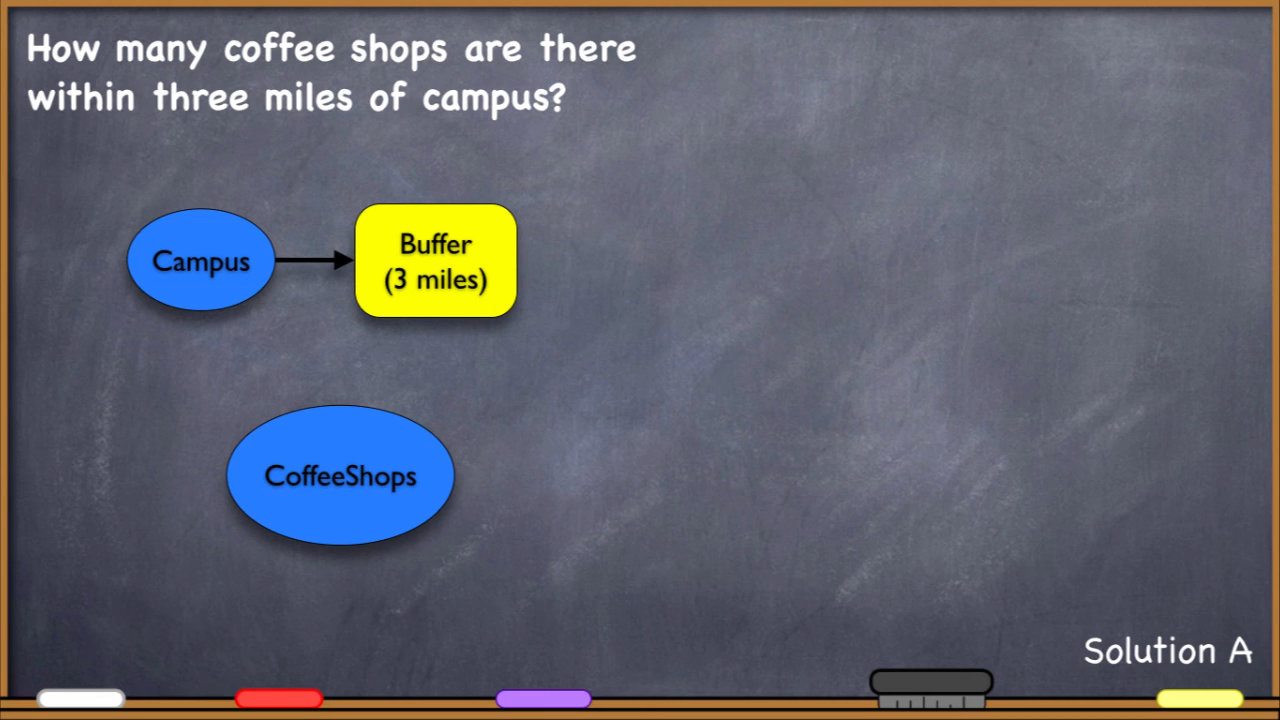 How many coffee shops are there
within three miles of campus?
Campus
Buffer
(3 miles)
CoffeeShops
Solution A